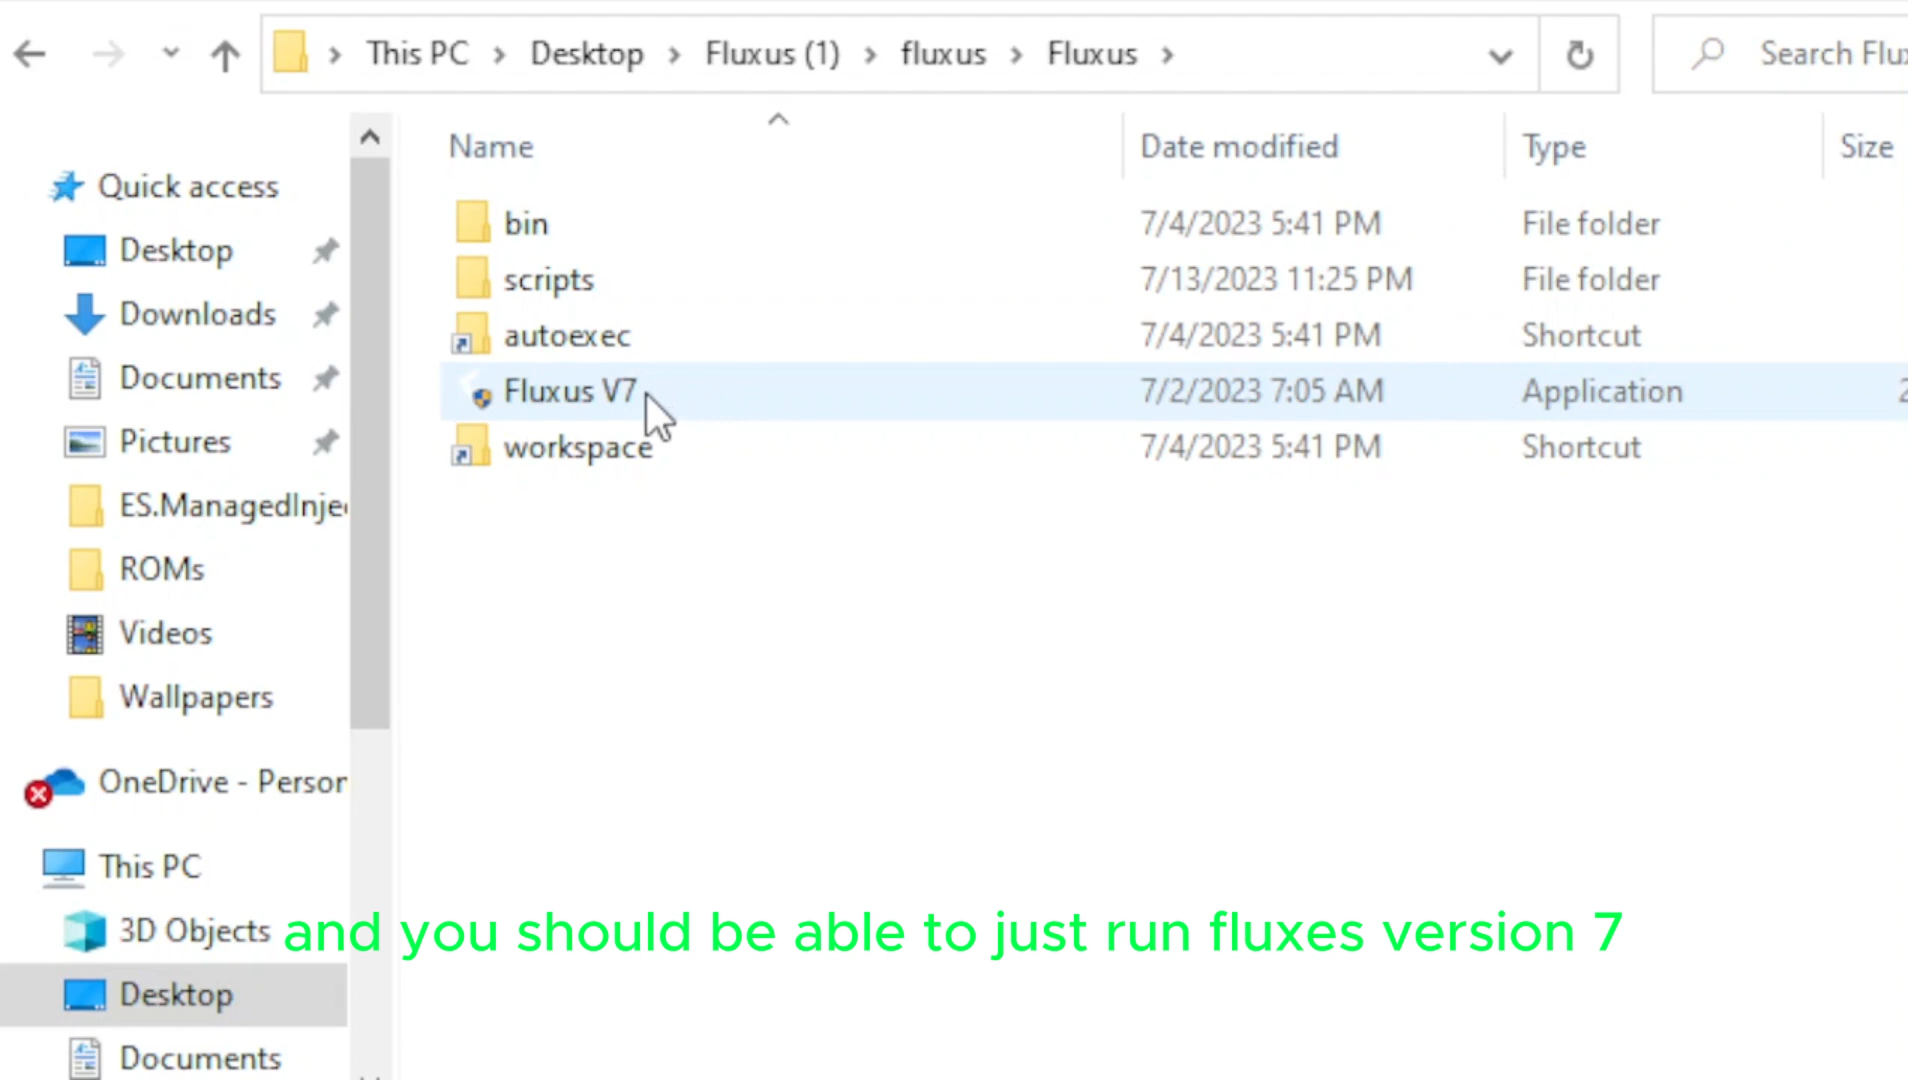 This PC > Desktop > Fluxus (1) > fluxus > Fluxus >
Search Flux
Name Date modified Type Size
Quick access
Desktop
Downloads
Documents
Pictures
ES.ManagedInje
ROMs
Videos
Wallpapers
OneDrive - Person
This PC
3D Objects
Desktop
Documents
bin 7/4/2023 5:41 PM File folder
scripts 7/13/2023 11:25 PM File folder
autoexec 7/4/2023 5:41 PM Shortcut
Fluxus V7 7/2/2023 7:05 AM Application 2
workspace 7/4/2023 5:41 PM Shortcut
and you should be able to just run fluxes version 7